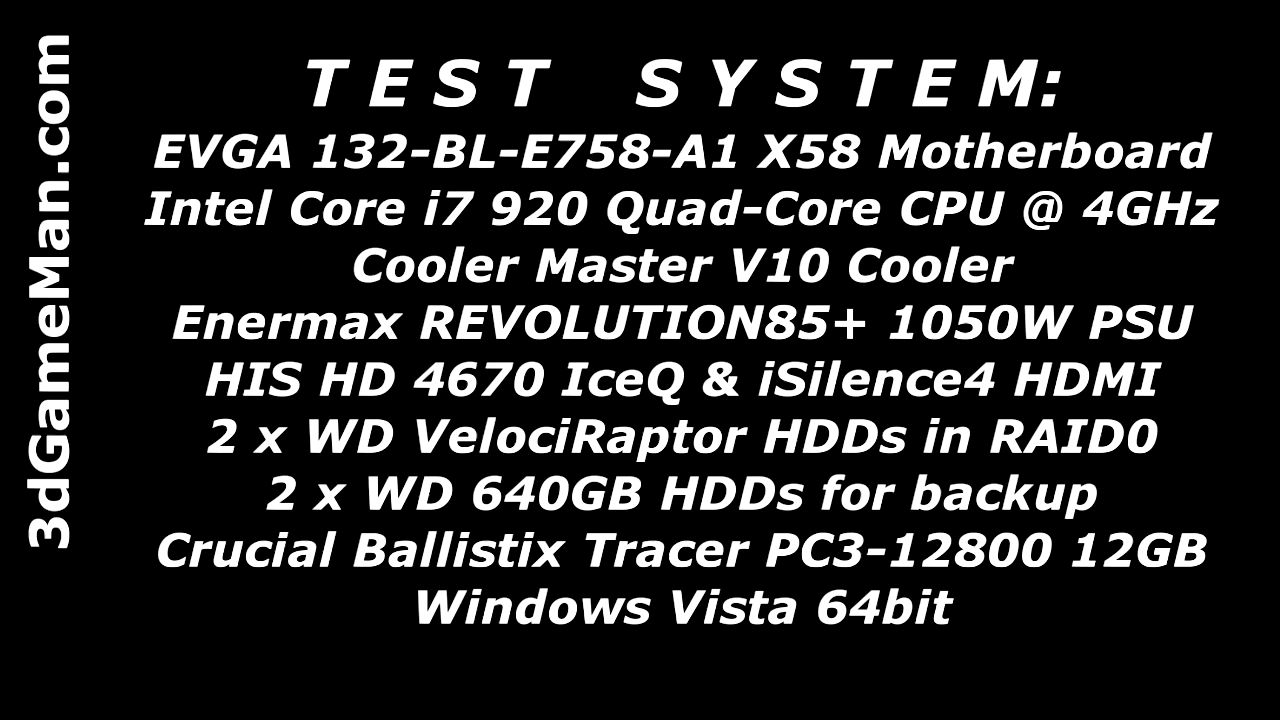 3dGameMan.com
T E S T   S Y S T E M:
EVGA 132-BL-E758-A1 X58 Motherboard
Intel Core i7 920 Quad-Core CPU @ 4GHz
Cooler Master V10 Cooler
Enermax REVOLUTION85+ 1050W PSU
HIS HD 4670 IceQ & iSilence4 HDMI
2 x WD VelociRaptor HDDs in RAID0
2 x WD 640GB HDDs for backup
Crucial Ballistix Tracer PC3-12800 12GB
Windows Vista 64bit